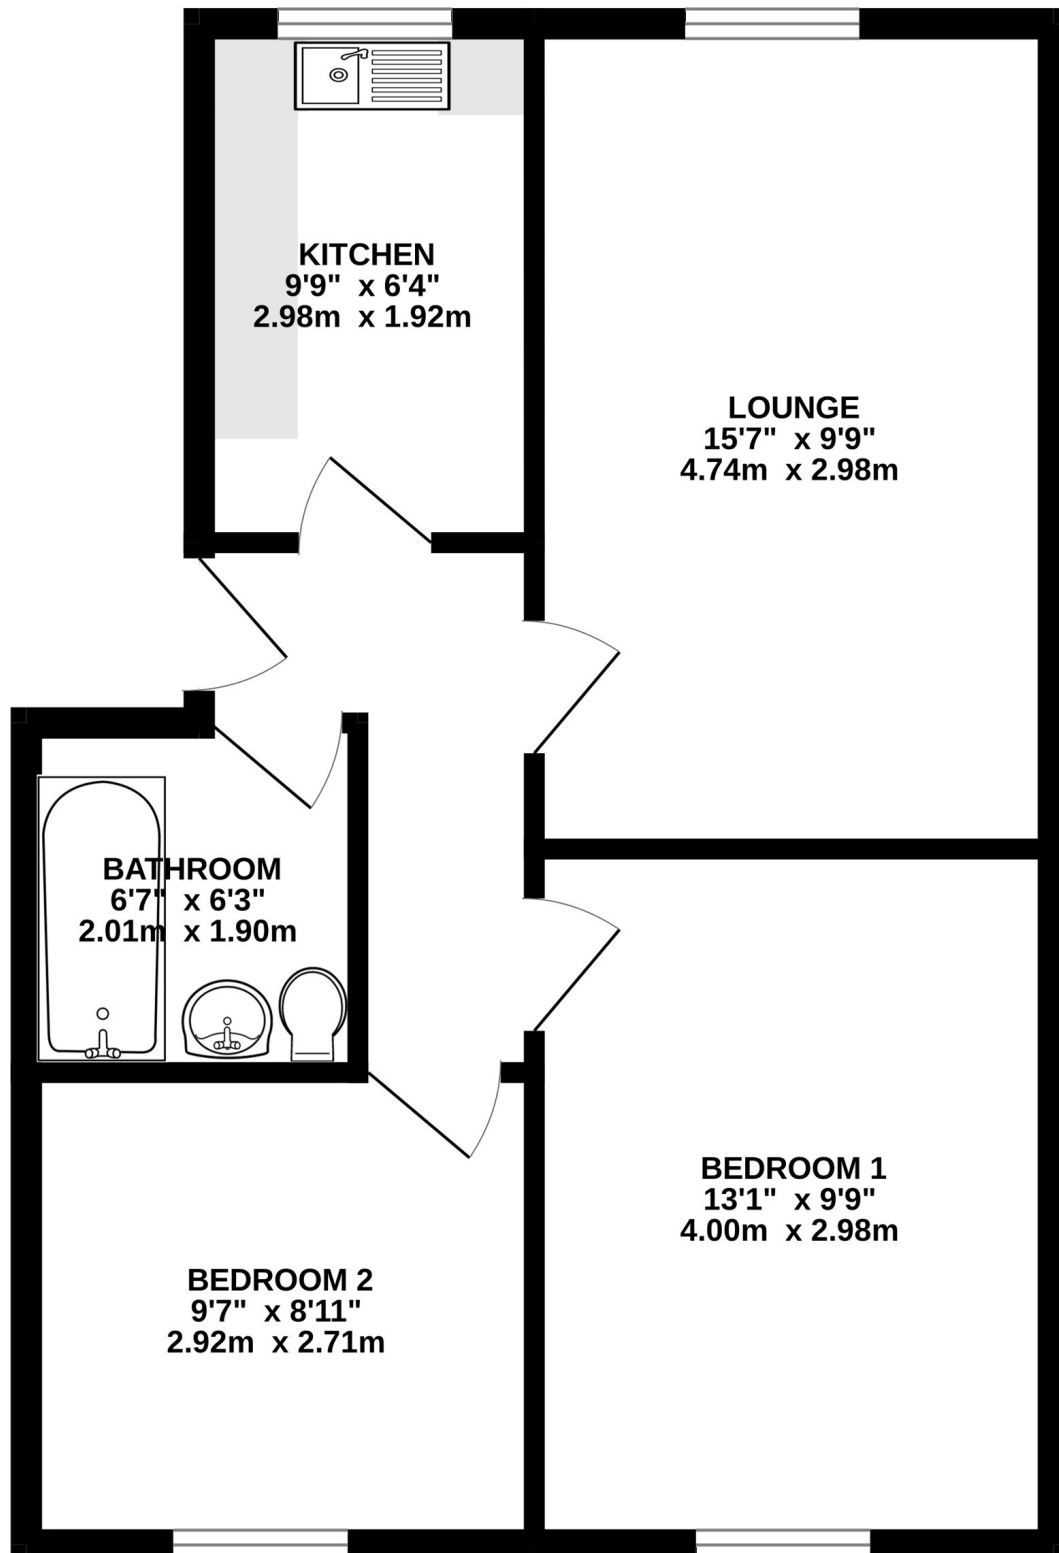 KITCHEN
9'9" x 6'4"
2.98m x 1.92m
LOUNGE
15'7" x 9'9"
4.74m x 2.98m
BATHROOM
6'7" x 6'3"
2.01m x 1.90m
BEDROOM 1
13'1" x 9'9"
4.00m x 2.98m
BEDROOM 2
9'7" x 8'11"
2.92m x 2.71m